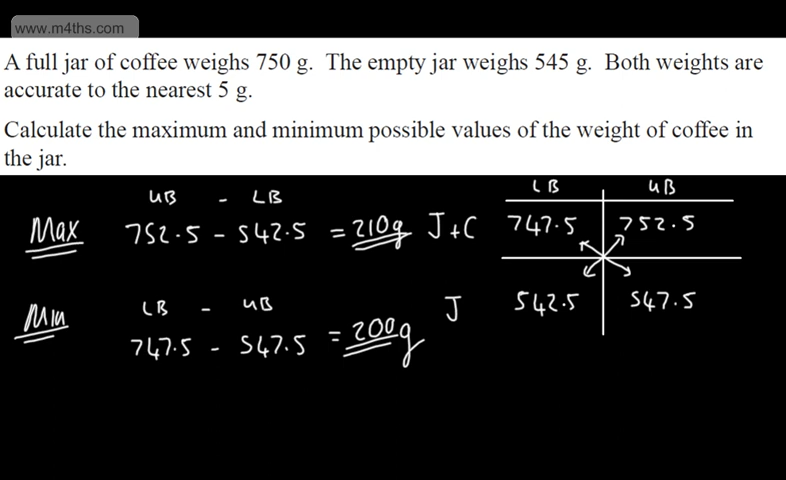 www.m4ths.com
A full jar of coffee weighs 750 g. The empty jar weighs 545 g. Both weights are
accurate to the nearest 5 g.
Calculate the maximum and minimum possible values of the weight of coffee in
the jar.
UB - LB
Max 752.5 - 542.5 = 210g
LB - UB
Min 747.5 - 547.5 = 200g
LB UB
J+C 747.5 752.5
J 542.5 547.5